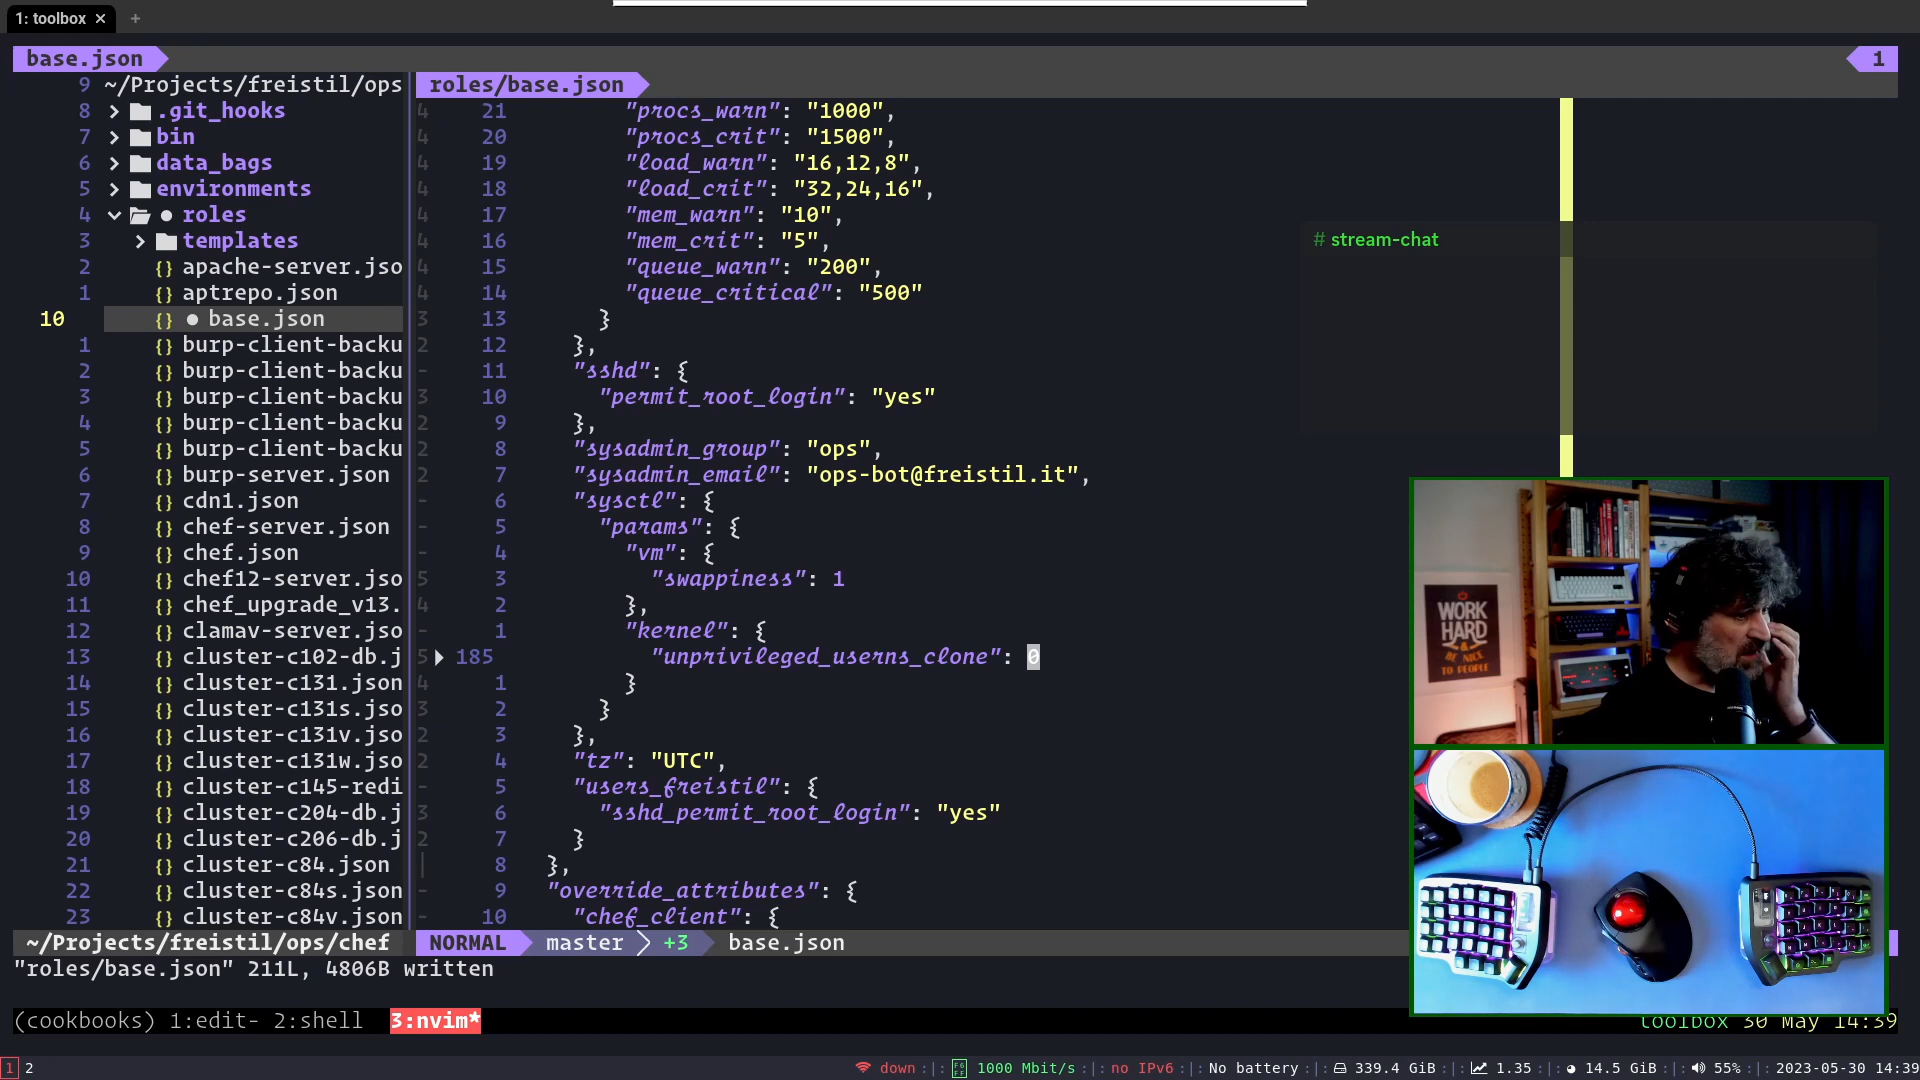 1: toolbox ✕ +
base.json 1
9 ~/Projects/freistil/ops
8 .git_hooks
7 bin
6 data_bags
5 environments
4 ● roles
3 templates
2 {} apache-server.jso
1 {} aptrepo.json
10 {} ● base.json
1 {} burp-client-backu
2 {} burp-client-backu
3 {} burp-client-backu
4 {} burp-client-backu
5 {} burp-client-backu
6 {} burp-server.json
7 {} cdn1.json
8 {} chef-server.json
9 {} chef.json
10 {} chef12-server.jso
11 {} chef_upgrade_v13.
12 {} clamav-server.jso
13 {} cluster-c102-db.j
14 {} cluster-c131.json
15 {} cluster-c131s.jso
16 {} cluster-c131v.jso
17 {} cluster-c131w.jso
18 {} cluster-c145-redi
19 {} cluster-c204-db.j
20 {} cluster-c206-db.j
21 {} cluster-c84.json
22 {} cluster-c84s.json
23 {} cluster-c84v.json
~/Projects/freistil/ops/chef
roles/base.json
4 21 "procs_warn": "1000",
4 20 "procs_crit": "1500",
4 19 "load_warn": "16,12,8",
4 18 "load_crit": "32,24,16",
4 17 "mem_warn": "10",
4 16 "mem_crit": "5",
4 15 "queue_warn": "200",
4 14 "queue_critical": "500"
3 13 }
2 12 },
- 11 "sshd": {
3 10 "permit_root_login": "yes"
2 9 },
2 8 "sysadmin_group": "ops",
2 7 "sysadmin_email": "ops-bot@freistil.it",
- 6 "sysctl": {
- 5 "params": {
- 4 "vm": {
5 3 "swappiness": 1
4 2 },
- 1 "kernel": {
5 185 "unprivileged_userns_clone": 0
4 1 }
3 2 }
2 3 },
2 4 "tz": "UTC",
- 5 "users_freistil": {
3 6 "sshd_permit_root_login": "yes"
2 7 }
8 },
- 9 "override_attributes": {
- 10 "chef_client": {
NORMAL master +3 base.json
# stream-chat
WORK
HARD
&
BE NICE
TO PEOPLE
"roles/base.json" 211L, 4806B written
(cookbooks) 1:edit- 2:shell 3:nvim*
toolbox 30 May 14:39
1 2
down :|: 1000 Mbit/s :|: no IPv6 :|: No battery :|: 339.4 GiB :|: 1.35 :|: 14.5 GiB :|: 55% :|: 2023-05-30 14:39